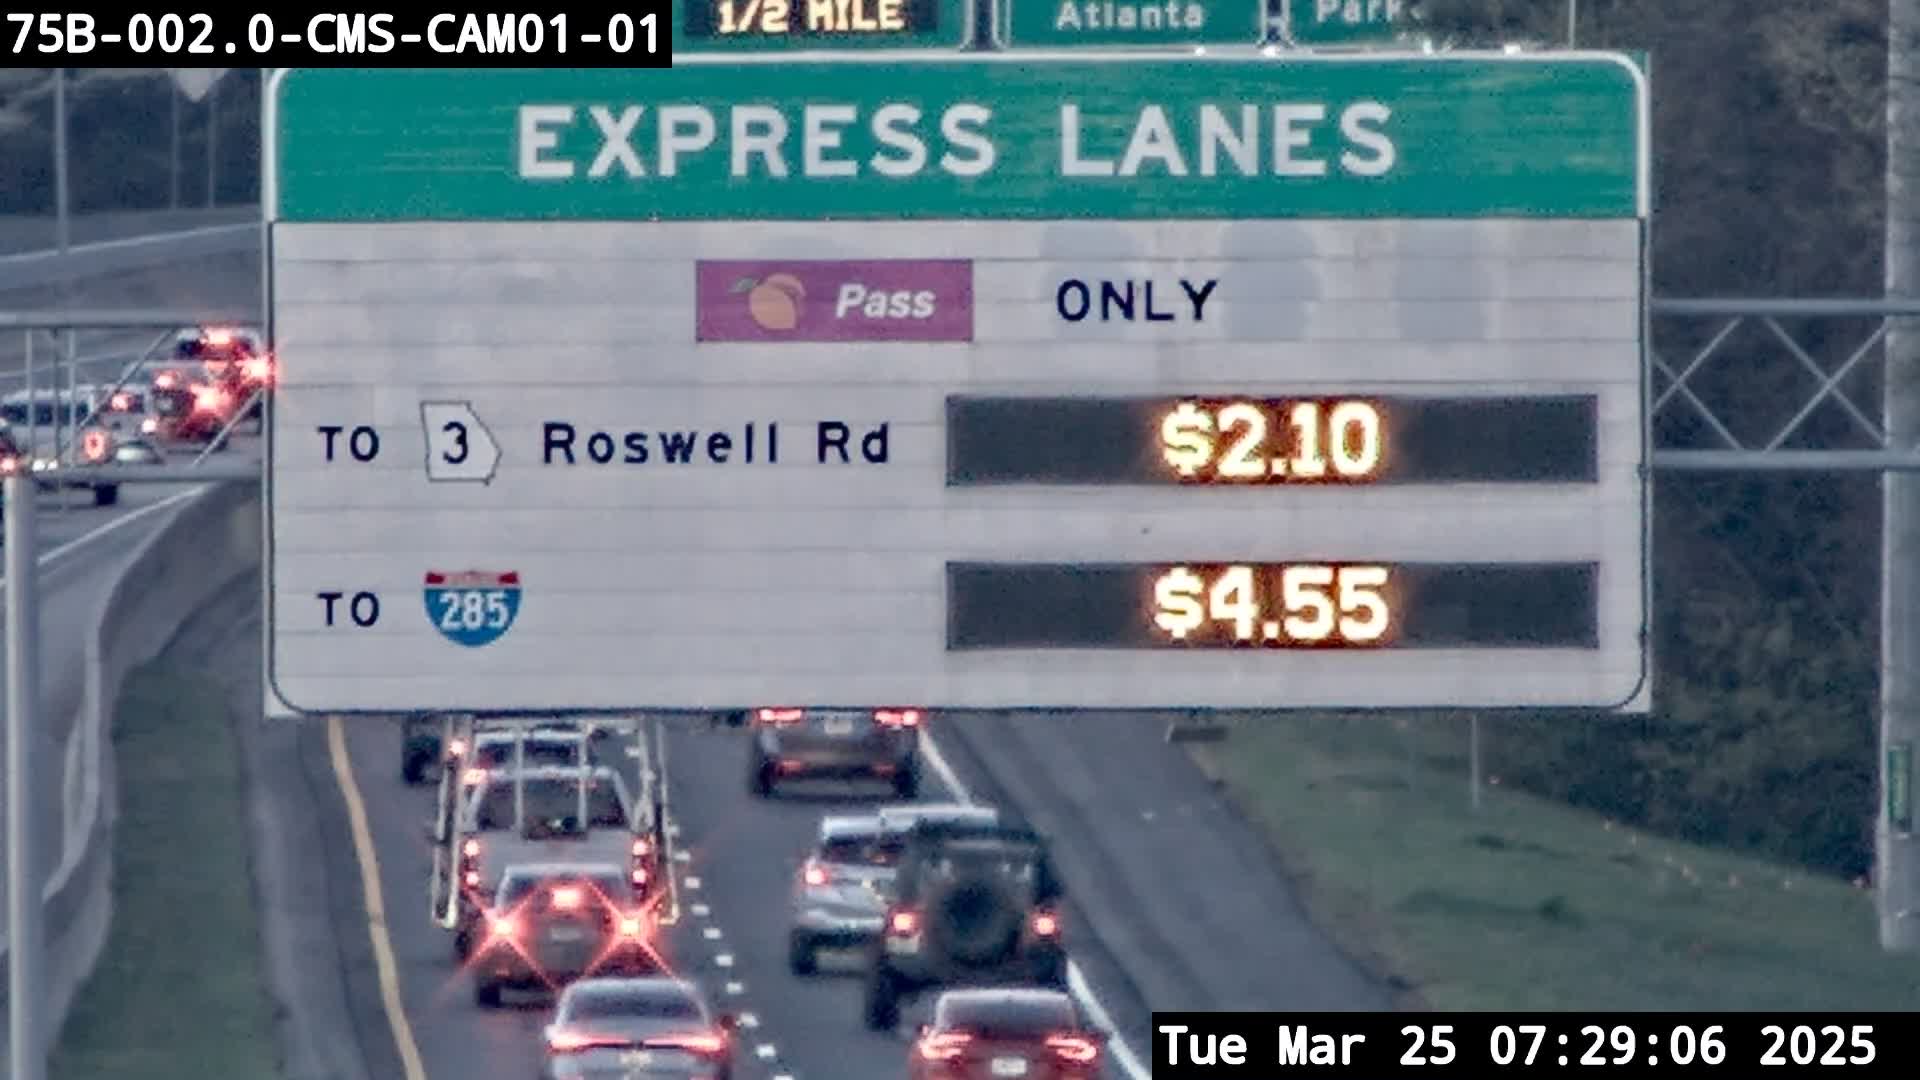 75B-002.0-CMS-CAM01-01
1/2 MILE
Atlanta
Park
EXPRESS LANES
Pass ONLY
TO 3 Roswell Rd $2.10
TO 285 $4.55
Tue Mar 25 07:29:06 2025